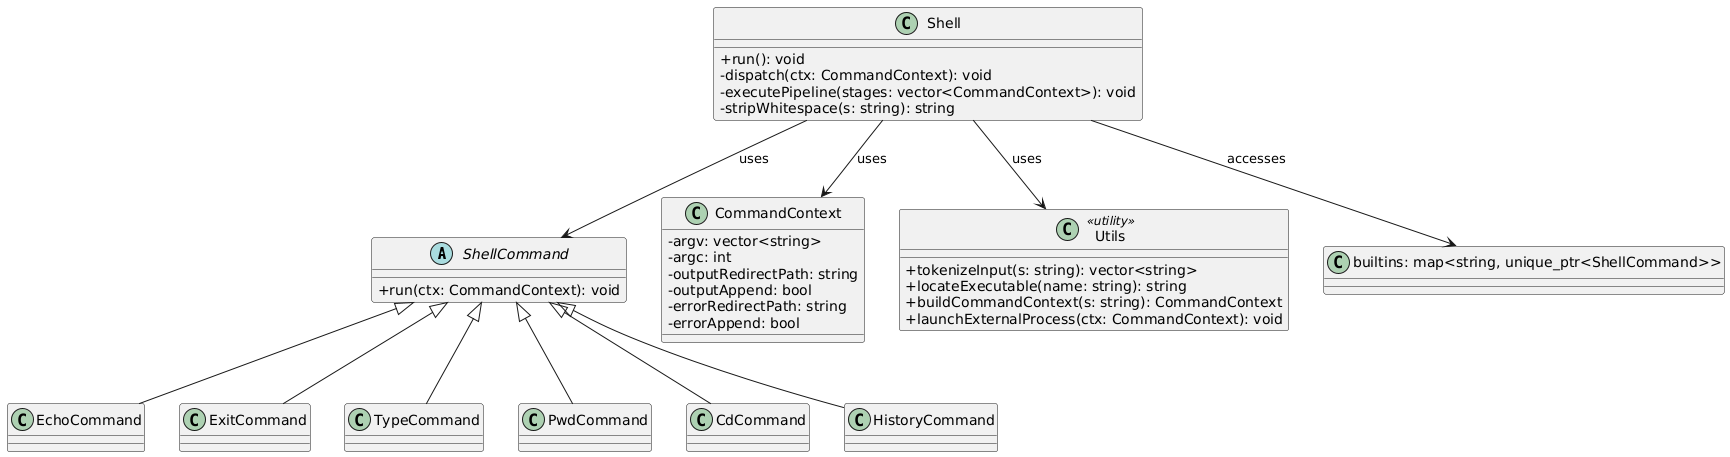 C Shell
+run(): void
-dispatch(ctx: CommandContext): void
-executePipeline(stages: vector<CommandContext>): void
-stripWhitespace(s: string): string
uses
uses
uses
accesses
A ShellCommand
+run(ctx: CommandContext): void
C CommandContext
-argv: vector<string>
-argc: int
-outputRedirectPath: string
-outputAppend: bool
-errorRedirectPath: string
-errorAppend: bool
«utility»
C Utils
+tokenizeInput(s: string): vector<string>
+locateExecutable(name: string): string
+buildCommandContext(s: string): CommandContext
+launchExternalProcess(ctx: CommandContext): void
C builtins: map<string, unique_ptr<ShellCommand>>
C EchoCommand
C ExitCommand
C TypeCommand
C PwdCommand
C CdCommand
C HistoryCommand